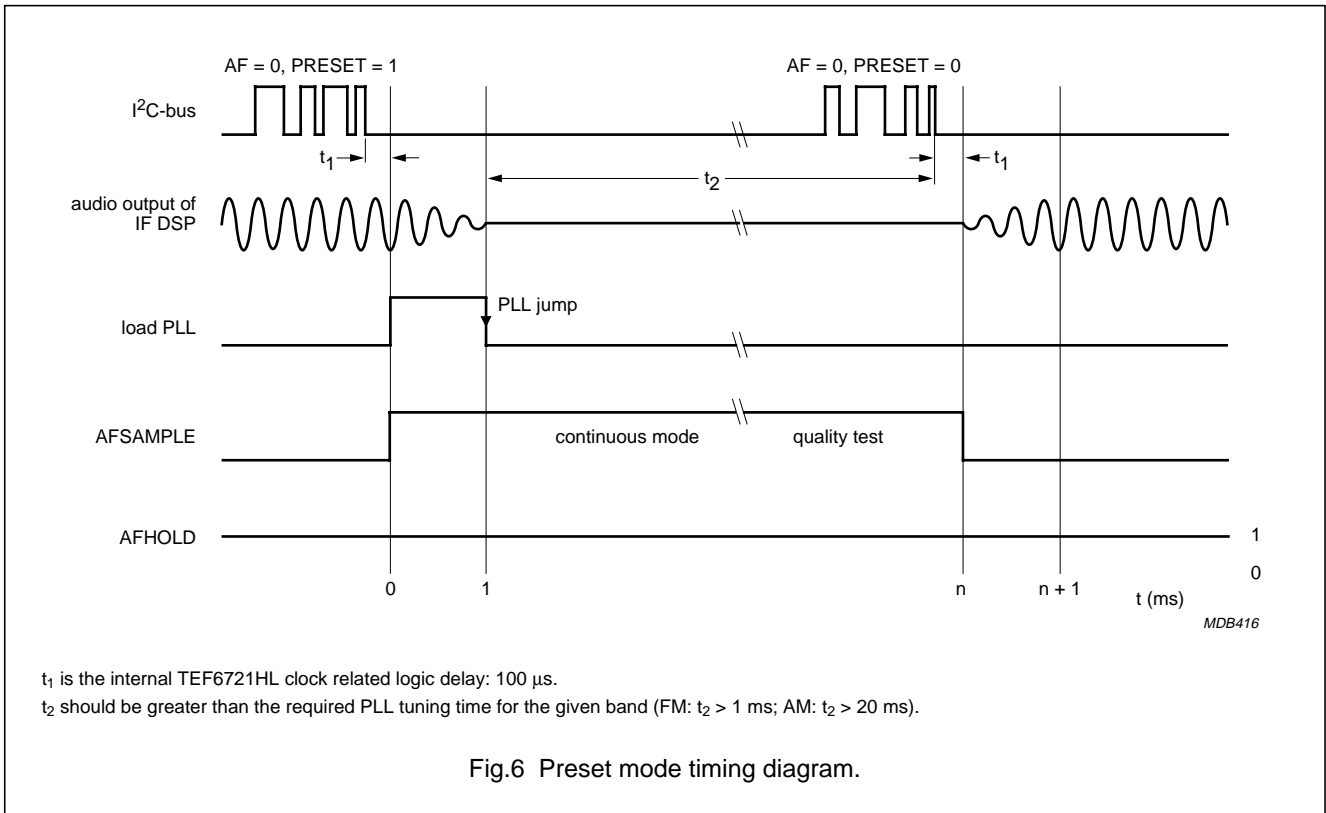 AF = 0, PRESET = 1
AF = 0, PRESET = 0
I²C-bus
t₁
t₁
t₂
audio output of
IF DSP
PLL jump
load PLL
AFSAMPLE
continuous mode
quality test
AFHOLD
1
0
0
1
n
n + 1
t (ms)
MDB416
t₁ is the internal TEF6721HL clock related logic delay: 100 μs.
t₂ should be greater than the required PLL tuning time for the given band (FM: t₂ > 1 ms; AM: t₂ > 20 ms).
Fig.6 Preset mode timing diagram.